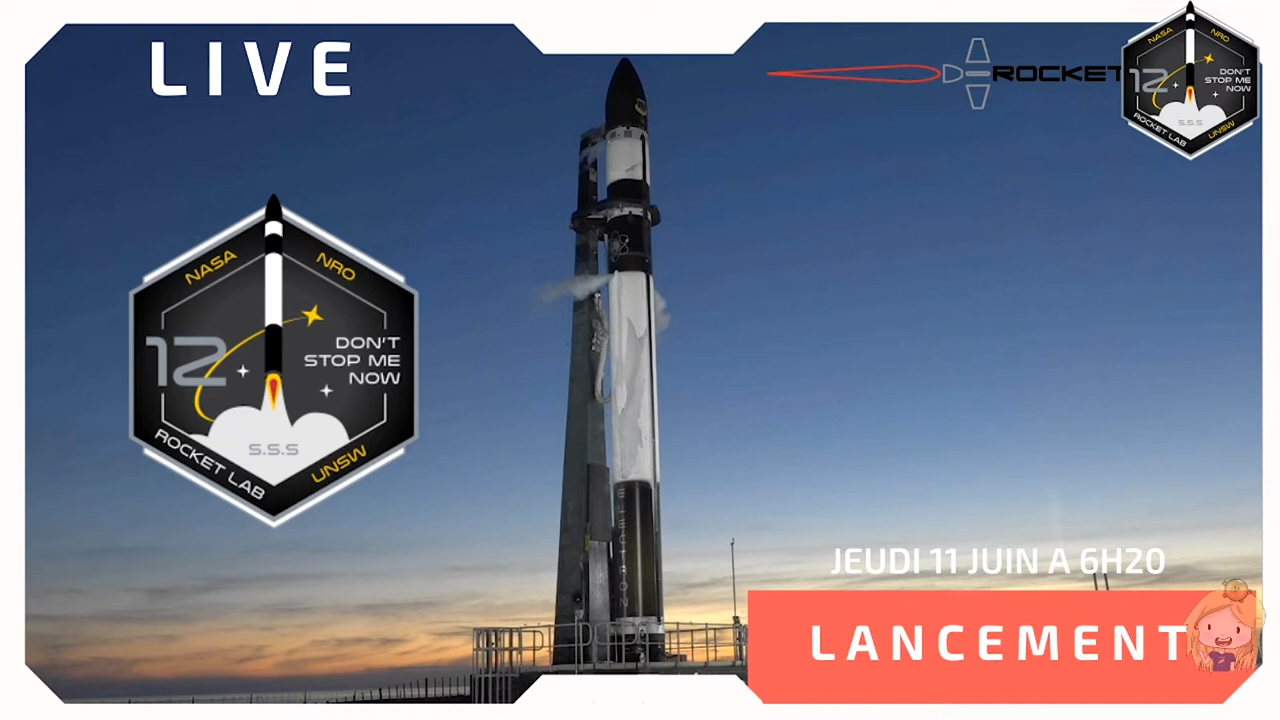 LIVE
ROCKET
NASA
NRO
12
DON'T
STOP ME
NOW
S.S.S
ROCKET LAB
UNSW
NASA
NRO
12
DON'T
STOP ME
NOW
S.S.S
ROCKET LAB
UNSW
ELECTRON
JEUDI 11 JUIN A 6H20
LANCEMENT